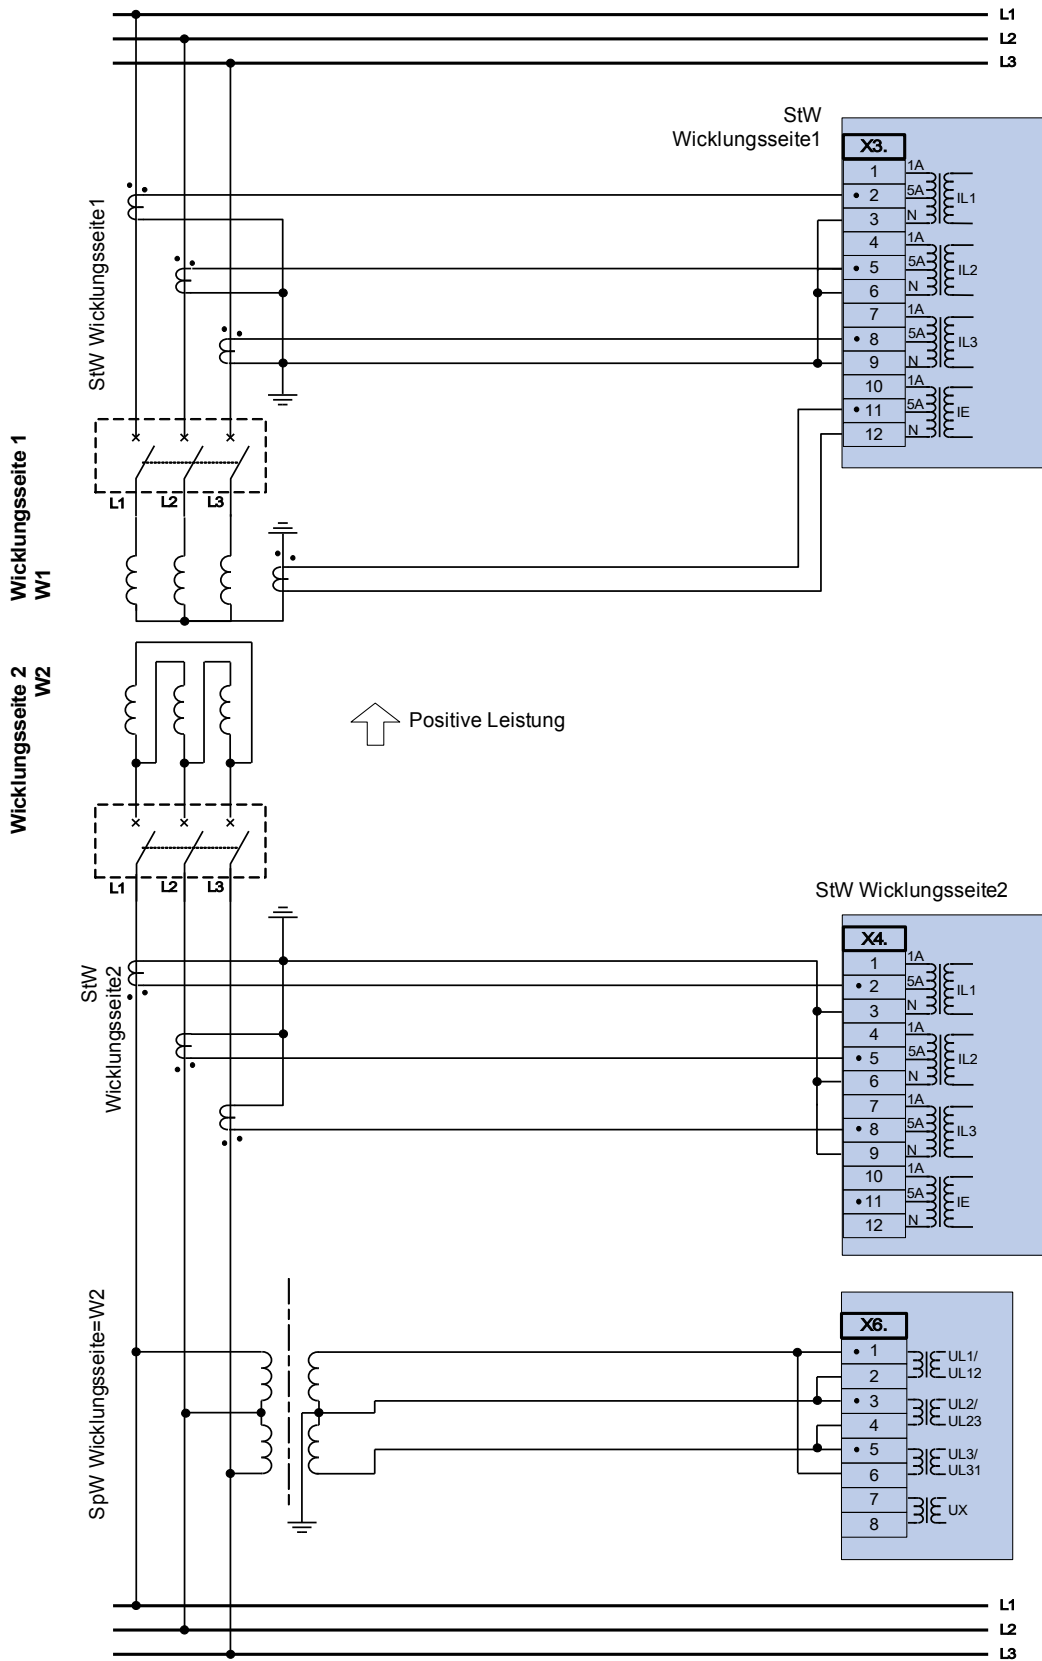 L1
L2
L3
StW
Wicklungsseite1
StW Wicklungsseite1
X3.
1 1A
• 2 5A IL1
3 N
4 1A
• 5 5A IL2
6 N
7 1A
• 8 5A IL3
9 N
10 1A
• 11 5A IE
12 N
L1 L2 L3
Wicklungsseite 1
W1
Wicklungsseite 2
W2
Positive Leistung
L1 L2 L3
StW Wicklungsseite2
StW
Wicklungsseite2
X4.
1 1A
• 2 5A IL1
3 N
4 1A
• 5 5A IL2
6 N
7 1A
• 8 5A IL3
9 N
10 1A
• 11 5A IE
12 N
SpW Wicklungsseite=W2
X6.
• 1 UL1/
2 UL12
• 3 UL2/
4 UL23
• 5 UL3/
6 UL31
7 UX
8
L1
L2
L3